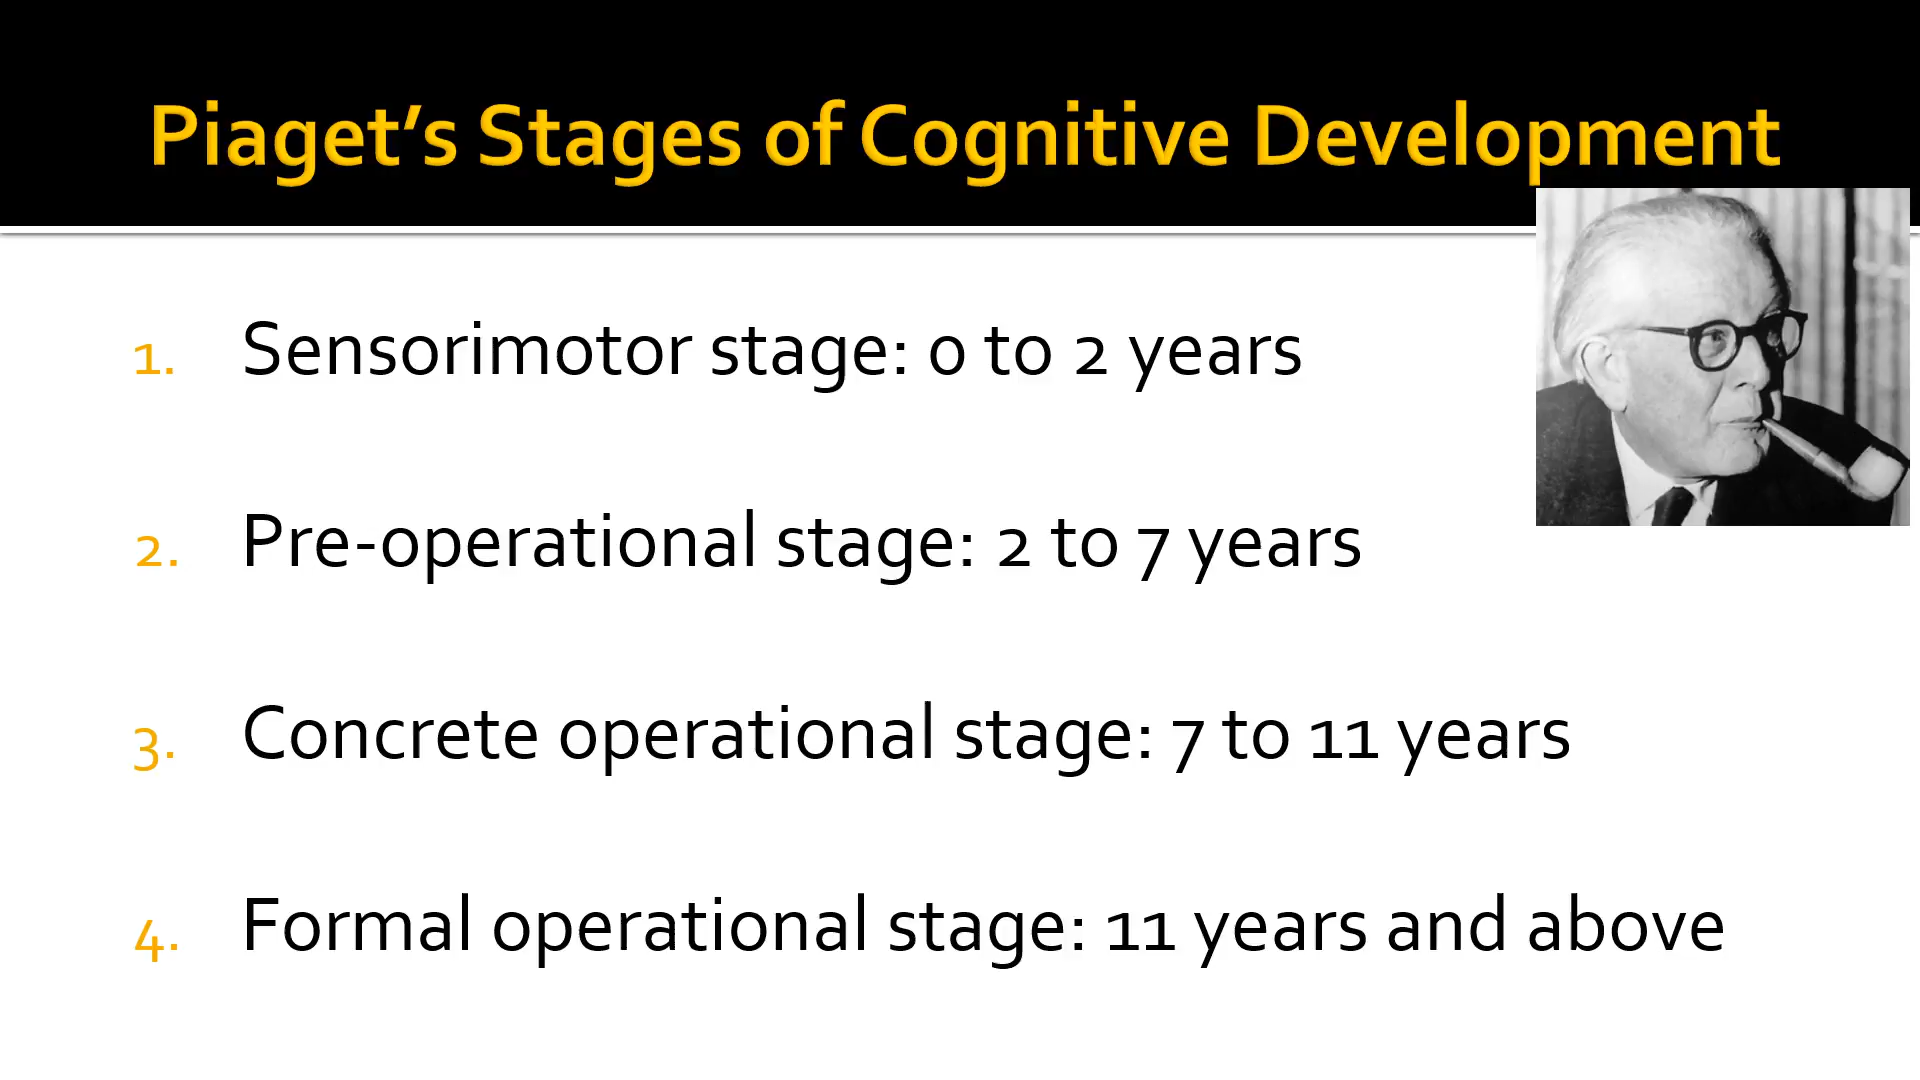 Piaget’s Stages of Cognitive Development
1. Sensorimotor stage: 0 to 2 years
2. Pre-operational stage: 2 to 7 years
3. Concrete operational stage: 7 to 11 years
4. Formal operational stage: 11 years and above